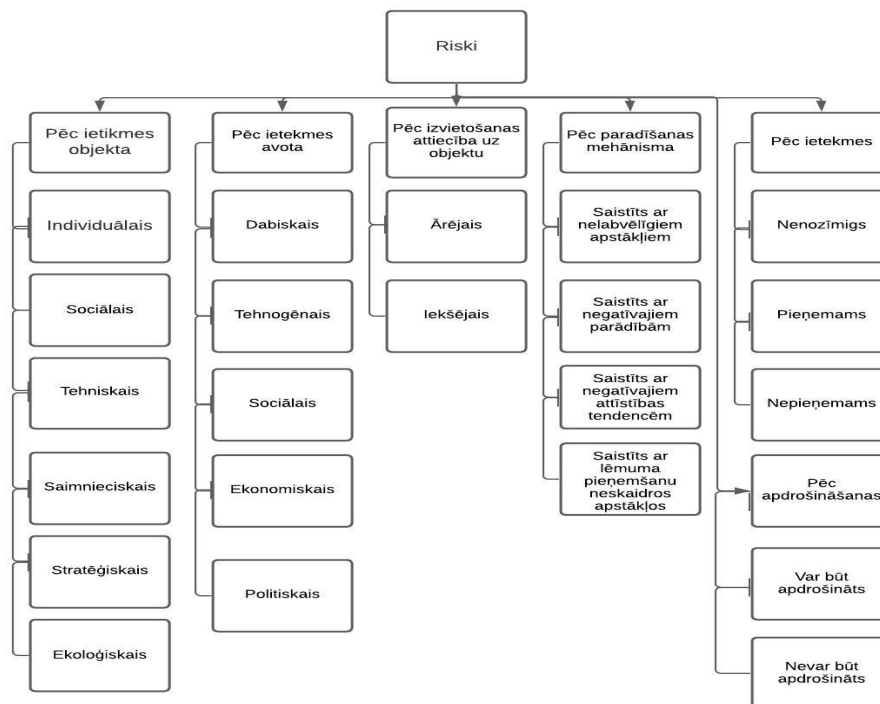 Riski
Pēc ietikmes
objekta
Individuālais
Sociālais
Tehniskais
Saimnieciskais
Stratēģiskais
Ekoloģiskais
Pēc ietekmes
avota
Dabiskais
Tehnogēnais
Sociālais
Ekonomiskais
Politiskais
Pēc izvietošanas
attiecība uz
objektu
Ārējais
Iekšējais
Pēc paradīšanas
mehānisma
Saistīts ar
nelabvēlīgiem
apstākļiem
Saistīts ar
negatīvajiem
parādībām
Saistīts ar
negatīvajiem
attīstības
tendencēm
Saistīts ar
lēmuma
pieņemšanu
neskaidros
apstākļos
Pēc ietekmes
Nenozīmigs
Pieņemams
Nepieņemams
Pēc
apdrošināšanas
Var būt
apdrošināts
Nevar būt
apdrošināts